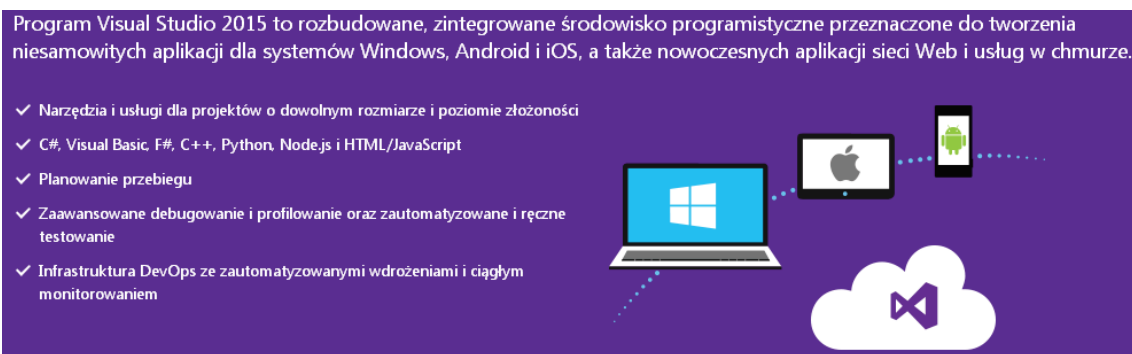 Program Visual Studio 2015 to rozbudowane, zintegrowane środowisko programistyczne przeznaczone do tworzenia
niesamowitych aplikacji dla systemów Windows, Android i iOS, a także nowoczesnych aplikacji sieci Web i usług w chmurze.
Narzędzia i usługi dla projektów o dowolnym rozmiarze i poziomie złożoności
C#, Visual Basic, F#, C++, Python, Node.js i HTML/JavaScript
Planowanie przebiegu
Zaawansowane debugowanie i profilowanie oraz zautomatyzowane i ręczne
testowanie
Infrastruktura DevOps ze zautomatyzowanymi wdrożeniami i ciągłym
monitorowaniem